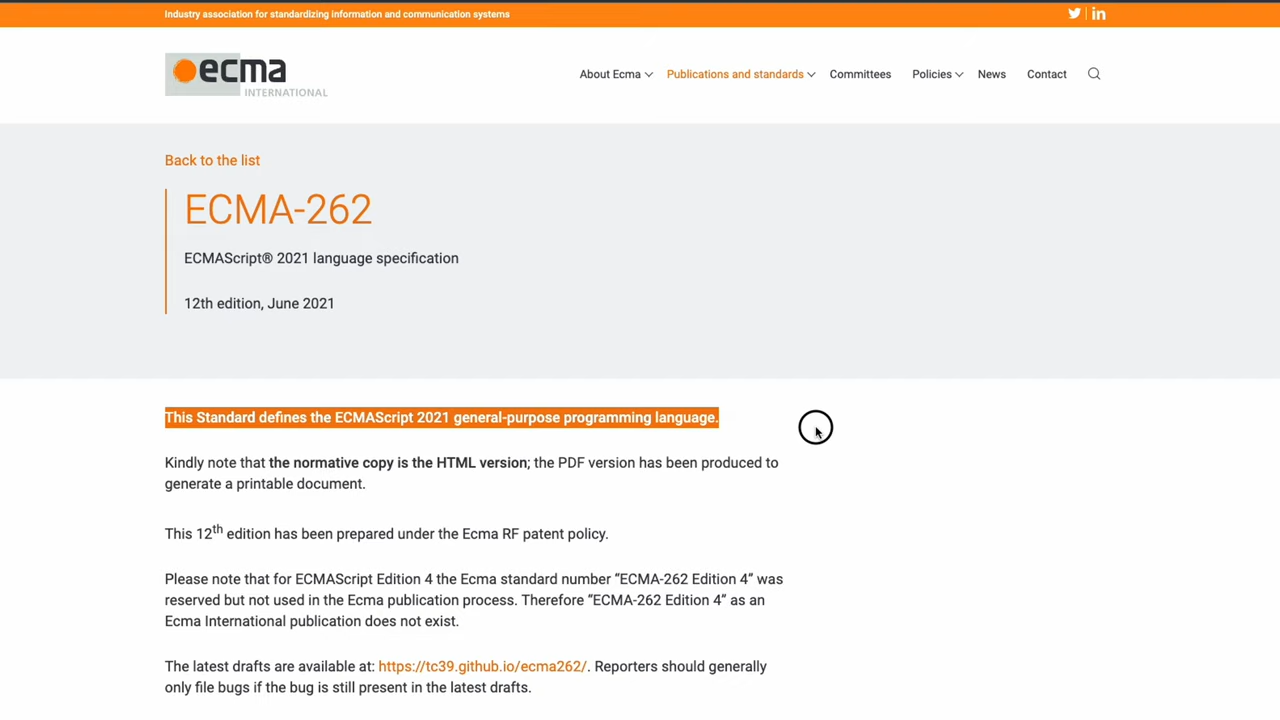 Industry association for standardizing information and communication systems
ecma
INTERNATIONAL
About Ecma Publications and standards Committees Policies News Contact
Back to the list
ECMA-262
ECMAScript® 2021 language specification
12th edition, June 2021
This Standard defines the ECMAScript 2021 general-purpose programming language.
Kindly note that the normative copy is the HTML version; the PDF version has been produced to
generate a printable document.
This 12th edition has been prepared under the Ecma RF patent policy.
Please note that for ECMAScript Edition 4 the Ecma standard number “ECMA-262 Edition 4” was
reserved but not used in the Ecma publication process. Therefore “ECMA-262 Edition 4” as an
Ecma International publication does not exist.
The latest drafts are available at: https://tc39.github.io/ecma262/. Reporters should generally
only file bugs if the bug is still present in the latest drafts.